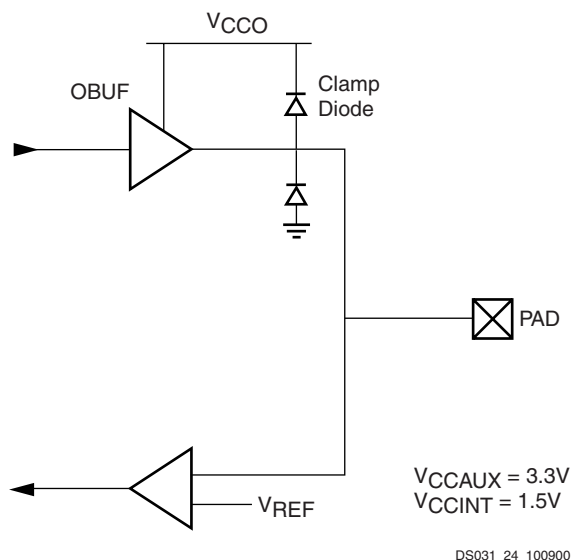 VCCO
OBUF
Clamp
Diode
PAD
VREF
VCCAUX = 3.3V
VCCINT = 1.5V
DS031_24_100900